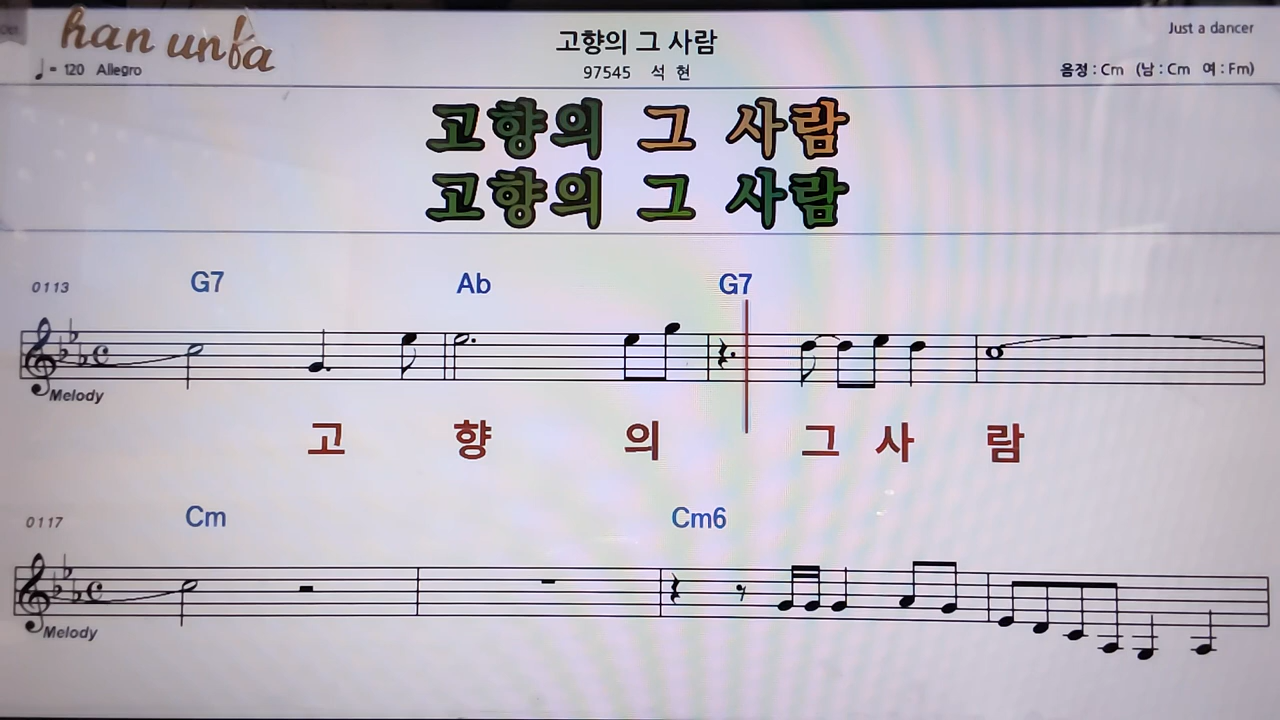 han unfa
고향의 그 사람
Just a dancer
♩= 120 Allegro
97545 석 현
음정 : Cm (남 : Cm 여 : Fm)
고향의 그 사람
고향의 그 사람
0113 G7 Ab G7
Melody
고 향 의 그 사 람
0117 Cm Cm6
Melody